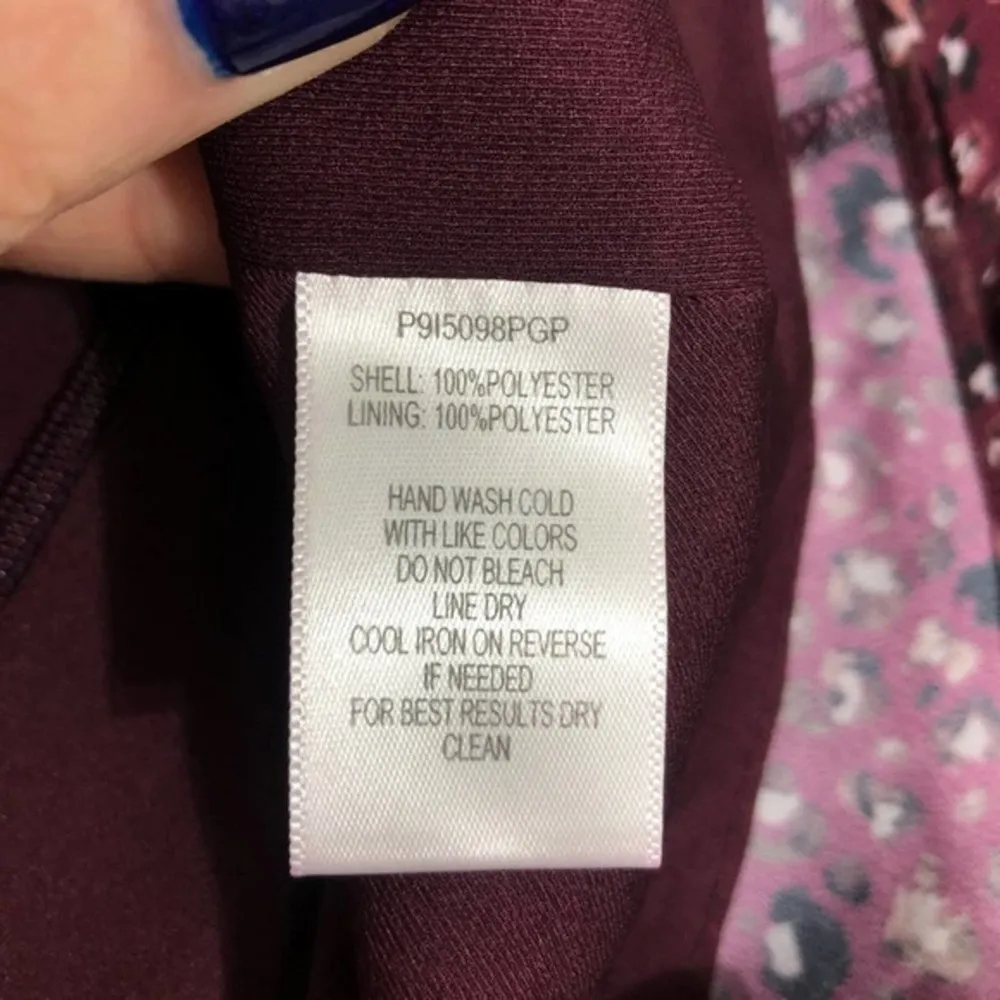 P9I5098PGP
SHELL: 100%POLYESTER
LINING: 100%POLYESTER
HAND WASH COLD
WITH LIKE COLORS
DO NOT BLEACH
LINE DRY
COOL IRON ON REVERSE
IF NEEDED
FOR BEST RESULTS DRY
CLEAN